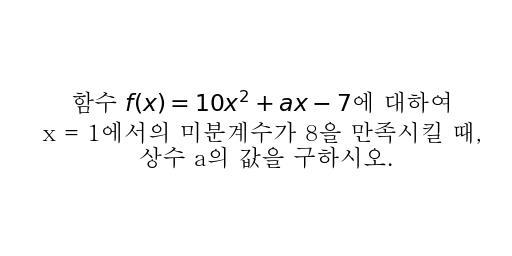 함수 f(x) = 10x² + ax − 7에 대하여
x = 1에서의 미분계수가 8을 만족시킬 때,
상수 a의 값을 구하시오.